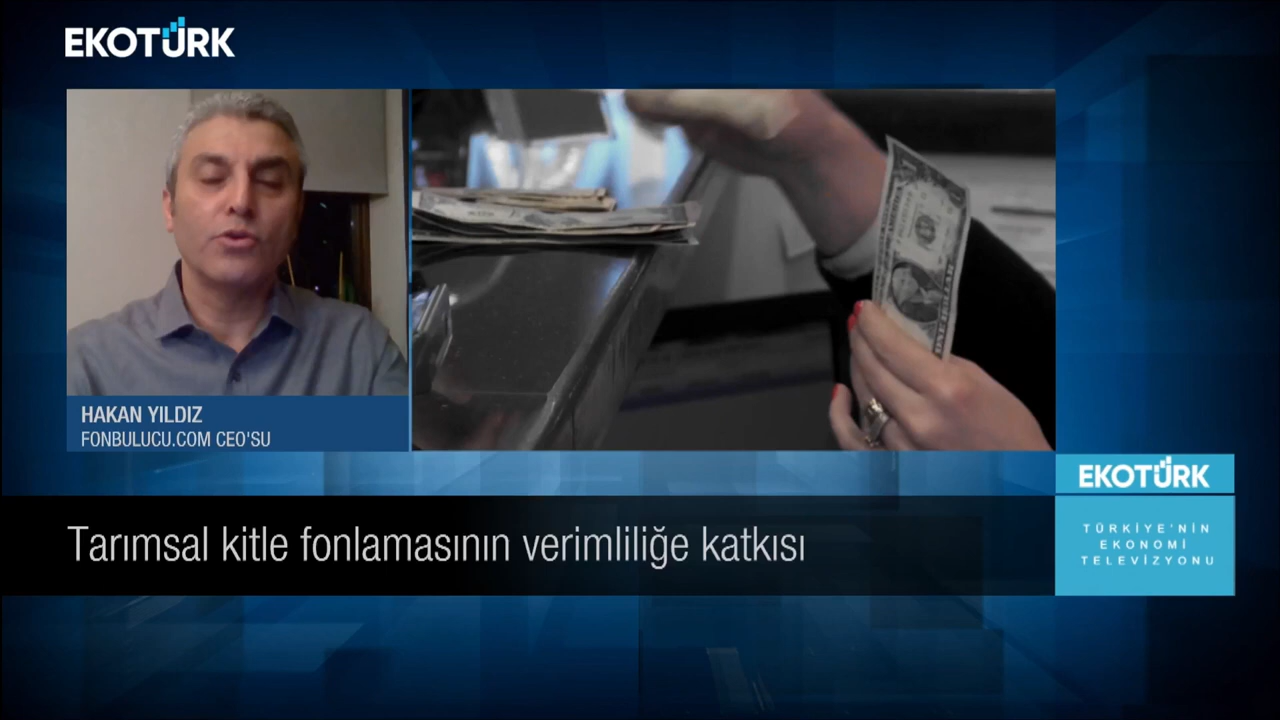 EKOTÜRK
HAKAN YILDIZ
FONBULUCU.COM CEO'SU
Tarımsal kitle fonlamasının verimliliğe katkısı
EKOTÜRK
TÜRKİYE'NİN
EKONOMİ
TELEVİZYONU